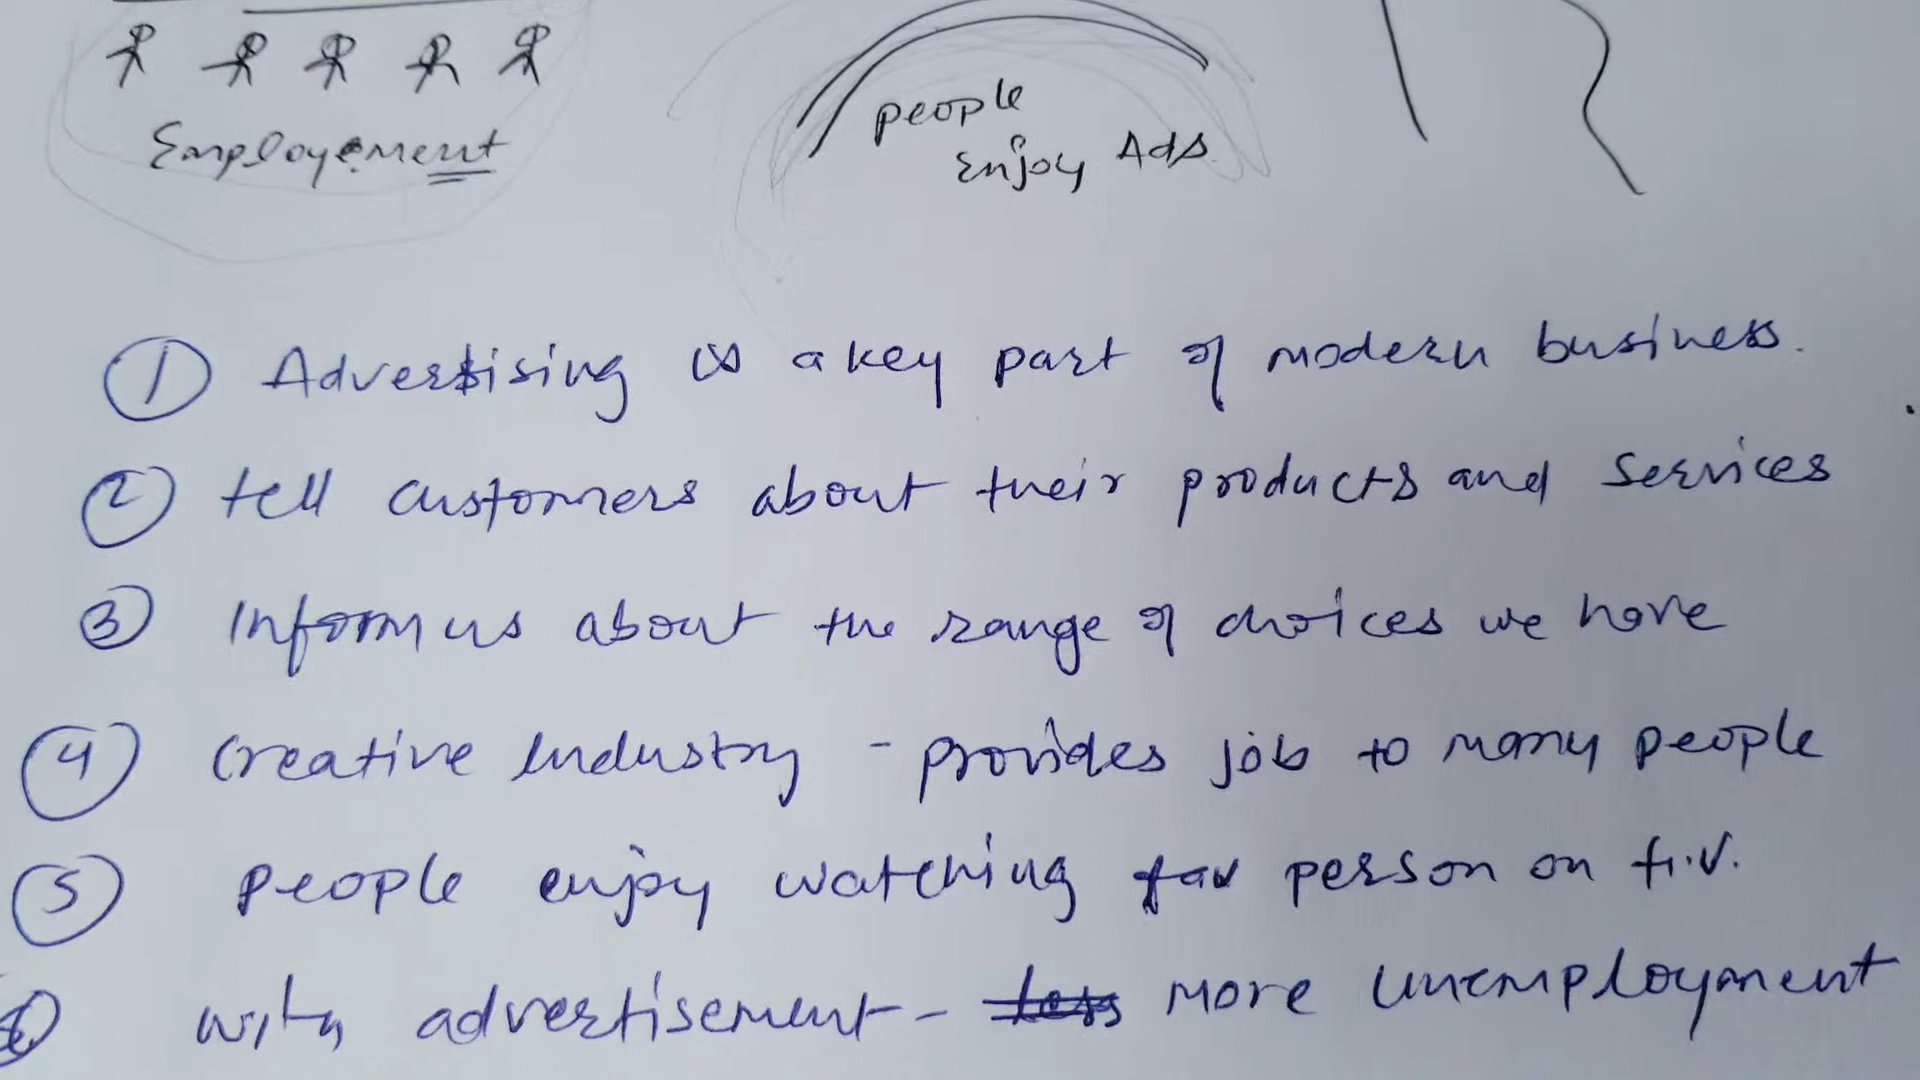 Employement
people
Enjoy Ads
① Advertising is a key part of modern business.
② tell customers about their products and services
③ Inform us about the range of choices we have
④ Creative Industry - provides job to many people
⑤ people enjoy watching fav person on T.V.
⑥ with advertisement - less more unemployment